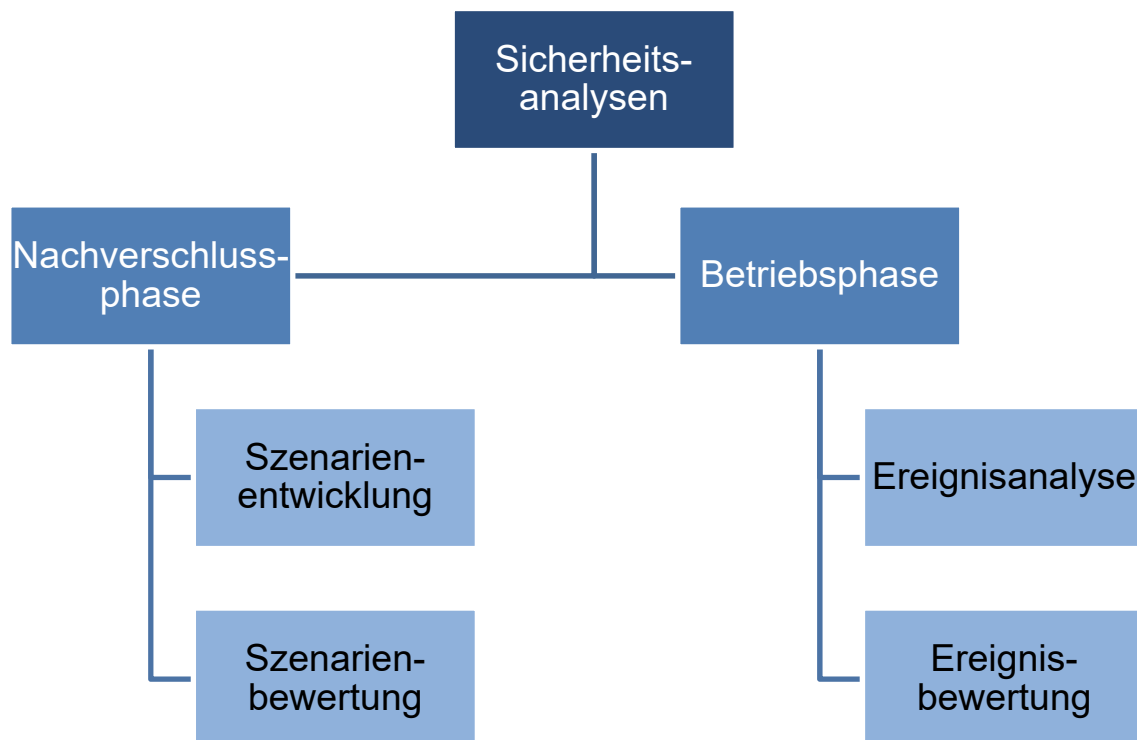 Sicherheits-
analysen
Nachverschluss-
phase
Betriebsphase
Szenarien-
entwicklung
Ereignisanalyse
Szenarien-
bewertung
Ereignis-
bewertung